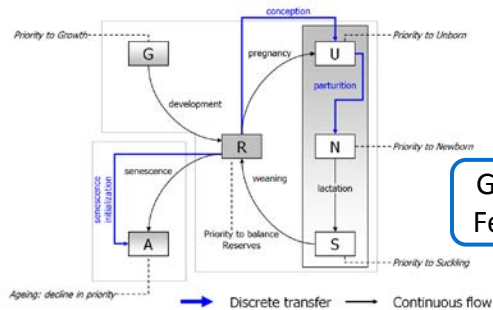 conception
Priority to Growth
Priority to Unborn
G
pregnancy
U
parturition
development
R
N
Priority to Newborn
senescence
initialization
senescence
weaning
lactation
Priority to balance
Reserves
A
S
Priority to Suckling
G
Fe
Ageing: decline in priority
Discrete transfer
Continuous flow